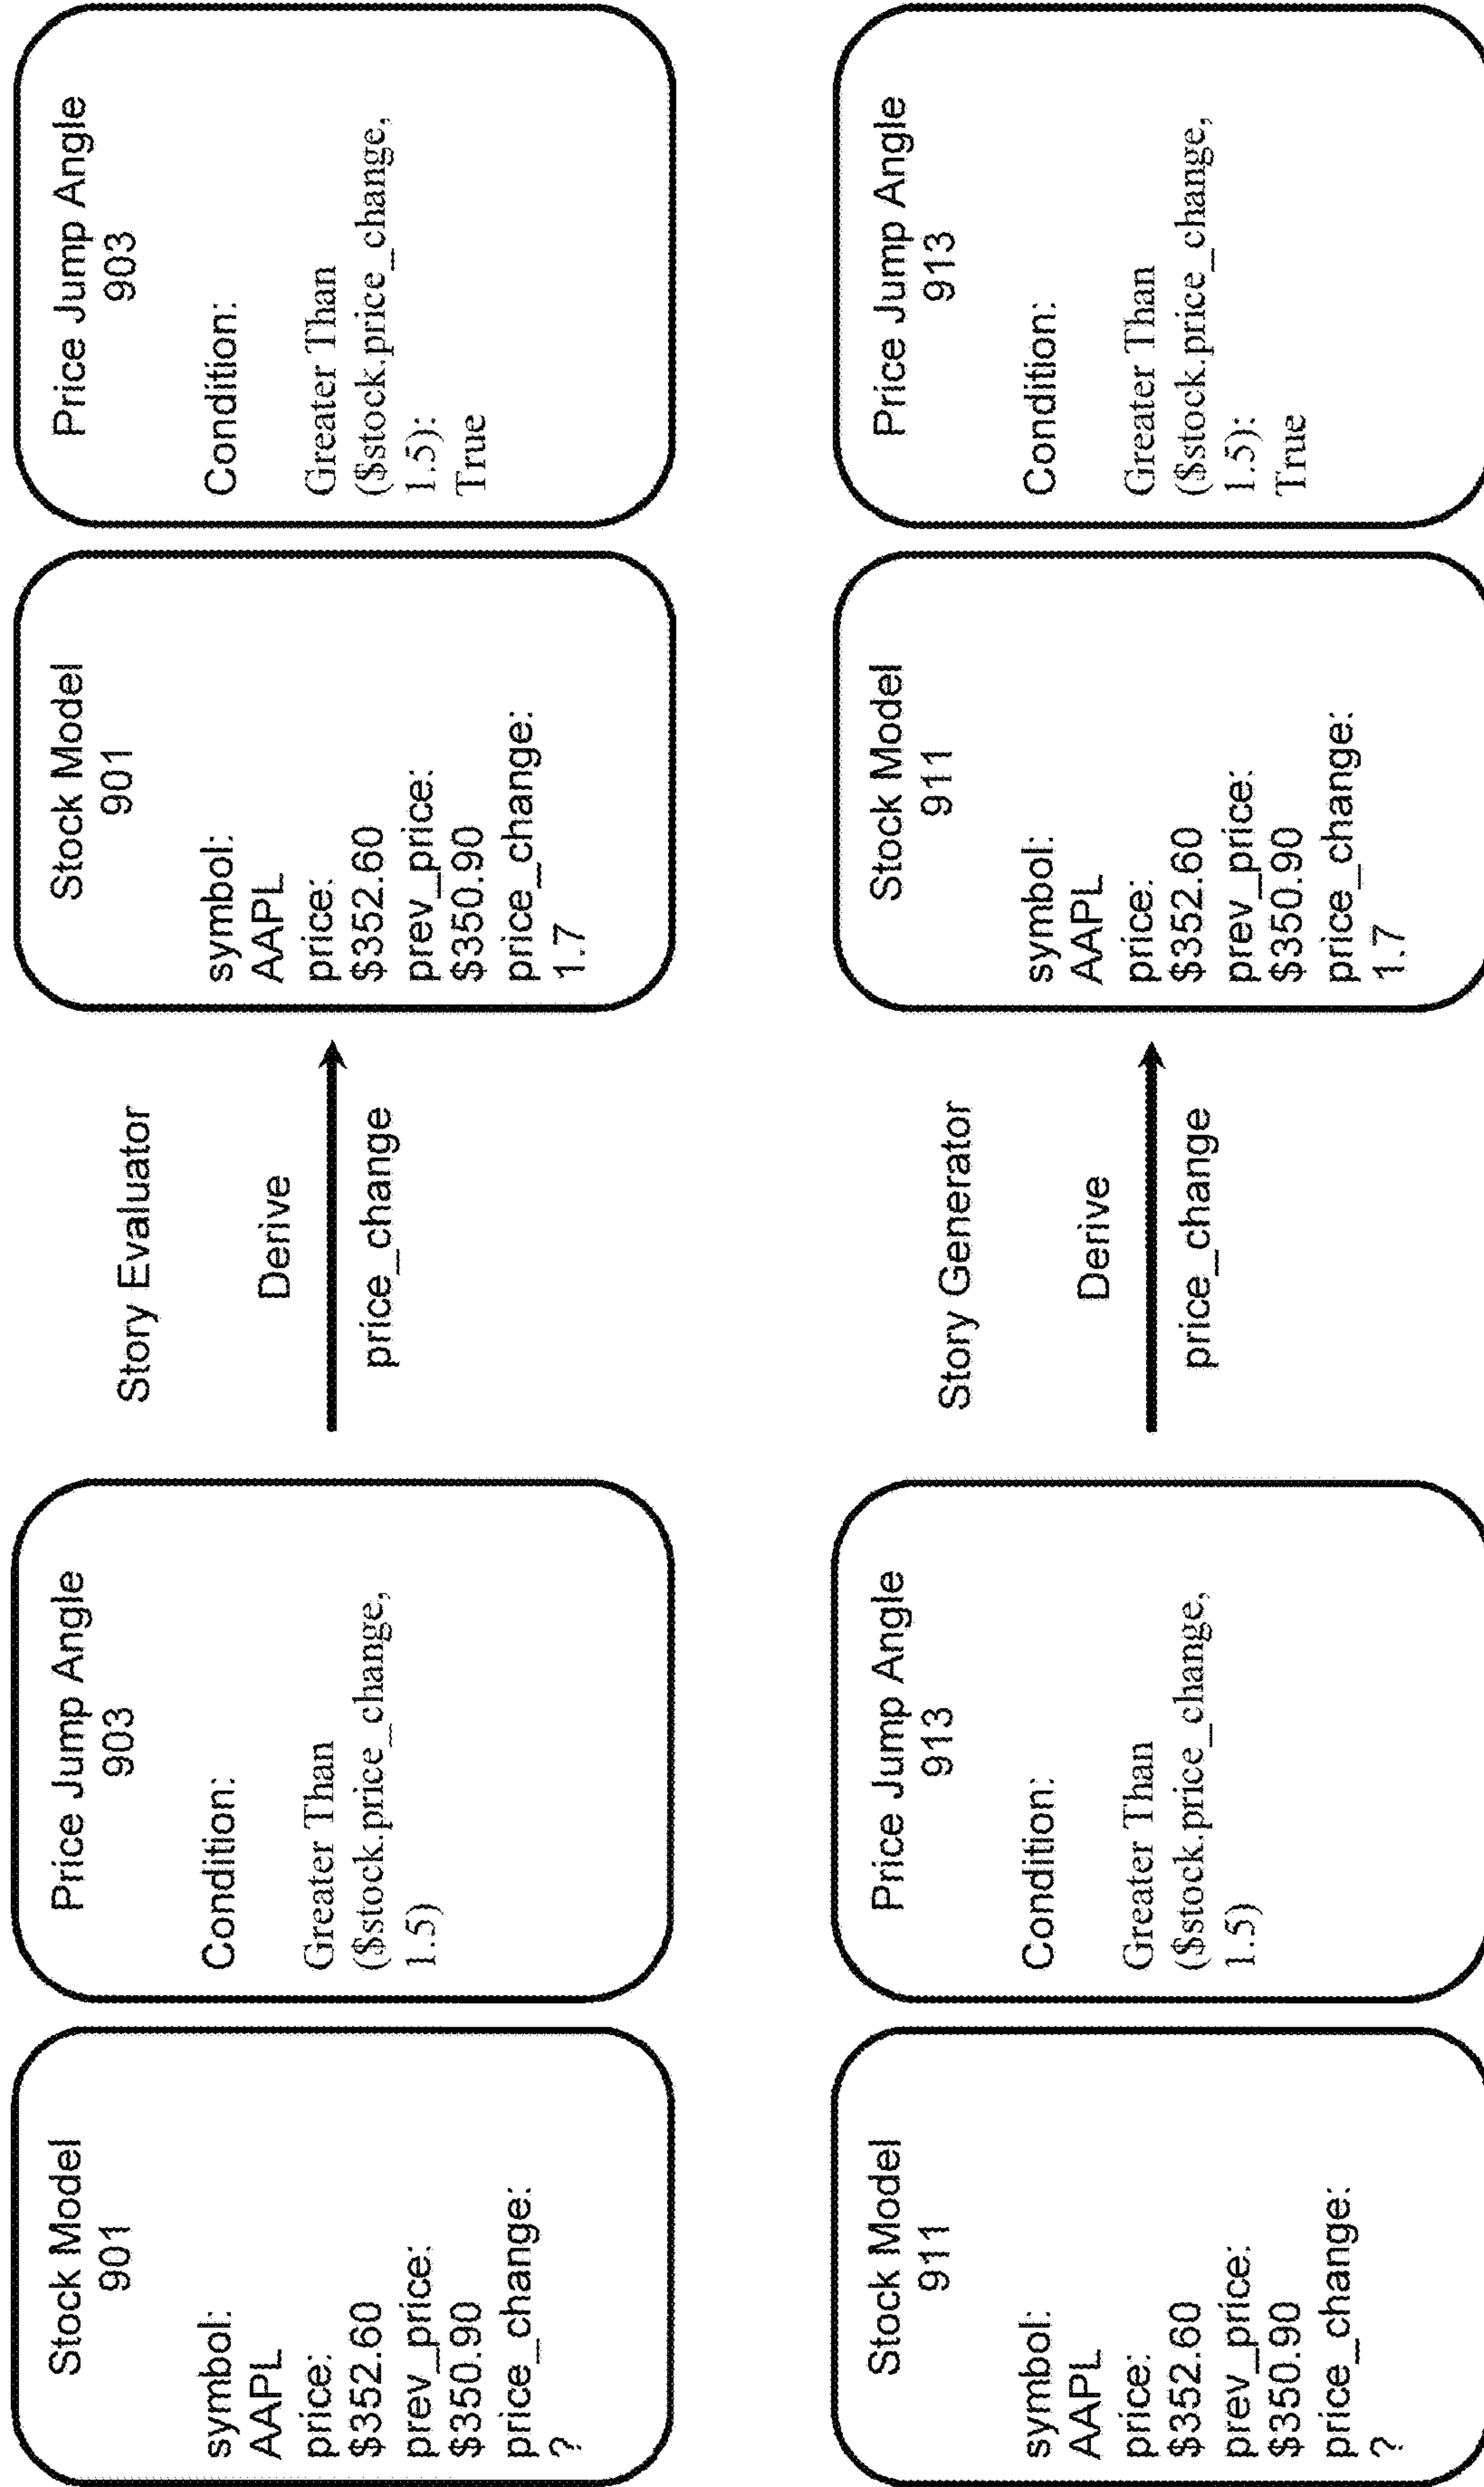 Stock Model
901
symbol:
AAPL
price:
$352.60
prev_price:
$350.90
price_change:
?
Price Jump Angle
903
Condition:
Greater Than
($stock.price_change,
1.5)
Story Evaluator
Derive
price_change
Stock Model
901
symbol:
AAPL
price:
$352.60
prev_price:
$350.90
price_change:
1.7
Price Jump Angle
903
Condition:
Greater Than
($stock.price_change,
1.5):
True
Stock Model
911
symbol:
AAPL
price:
$352.60
prev_price:
$350.90
price_change:
?
Price Jump Angle
913
Condition:
Greater Than
($stock.price_change,
1.5)
Story Generator
Derive
price_change
Stock Model
911
symbol:
AAPL
price:
$352.60
prev_price:
$350.90
price_change:
1.7
Price Jump Angle
913
Condition:
Greater Than
($stock.price_change,
1.5):
True